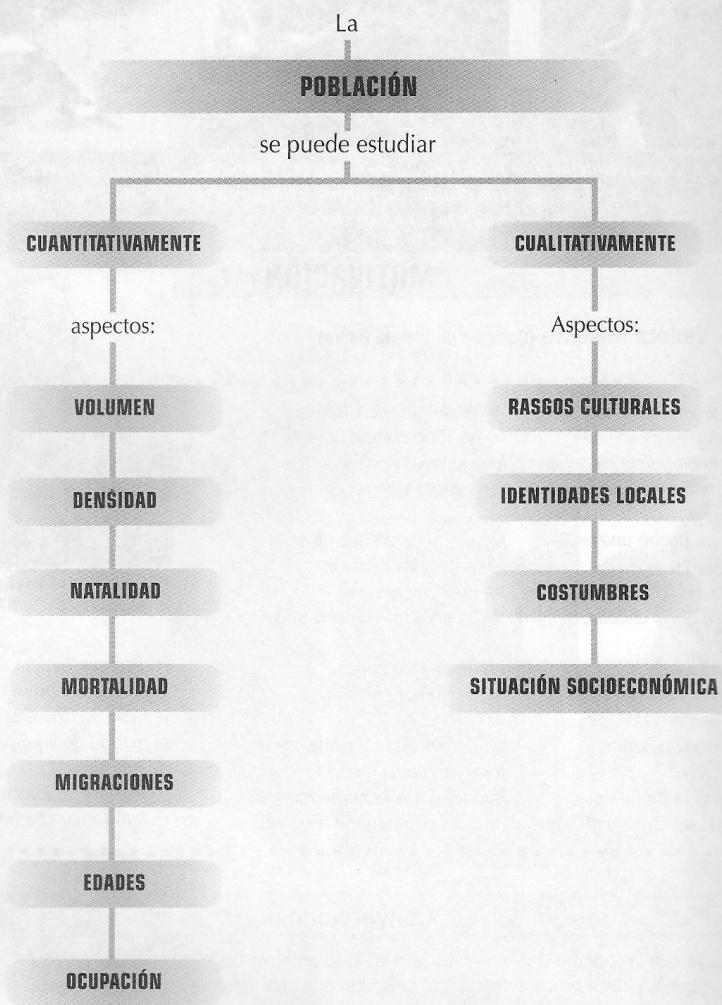 La
POBLACIÓN
se puede estudiar
CUANTITATIVAMENTE
aspectos:
VOLUMEN
DENSIDAD
NATALIDAD
MORTALIDAD
MIGRACIONES
EDADES
OCUPACIÓN
CUALITATIVAMENTE
Aspectos:
RASGOS CULTURALES
IDENTIDADES LOCALES
COSTUMBRES
SITUACIÓN SOCIOECONÓMICA